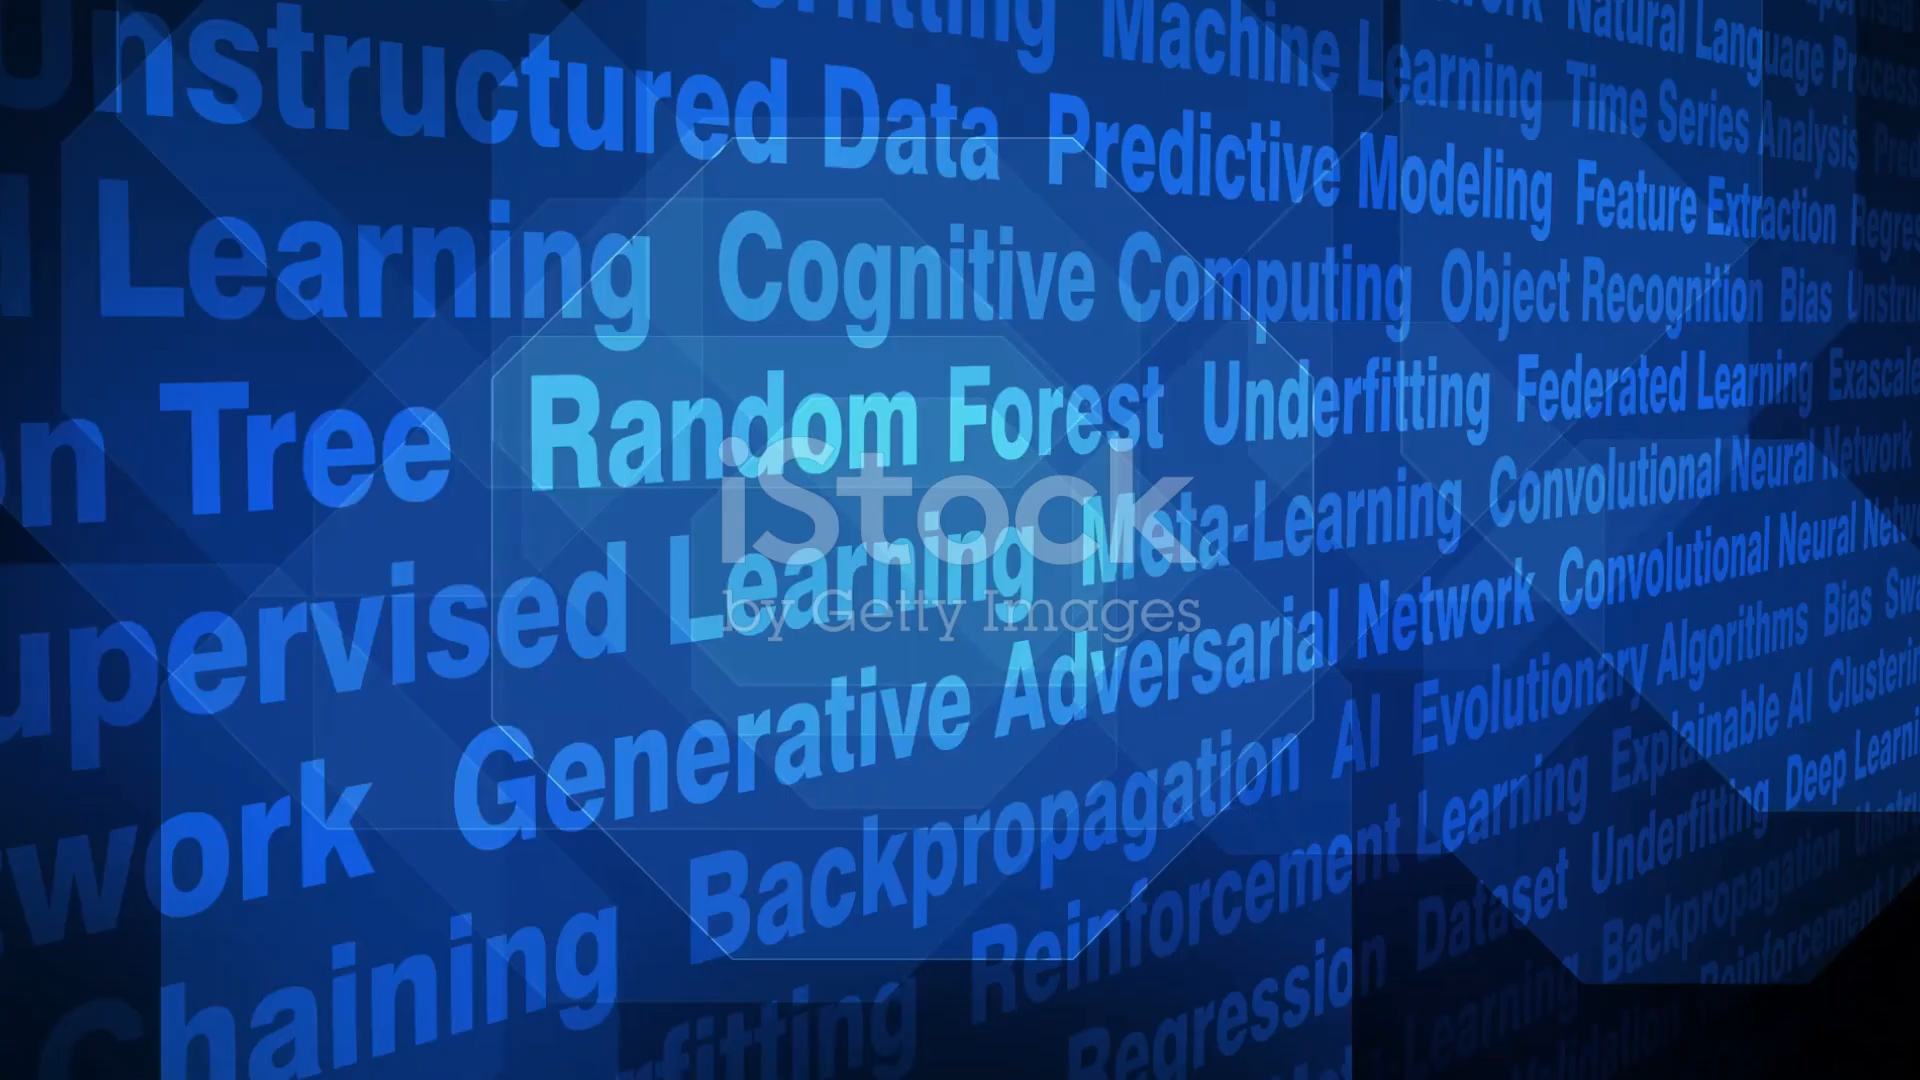 Machine Learning Natural Language
Unstructured Data Predictive Modeling Time Series Analysis
Learning Cognitive Computing Feature Extraction
Tree Random Forest Underfitting Object Recognition Bias
Supervised Learning Meta-Learning Federated Learning Exascale
Generative Adversarial Network Convolutional Neural Network
Chaining Backpropagation AI Evolutionary Algorithms Convolutional Neural
Reinforcement Learning Explainable AI Bias
Regression Dataset Underfitting Deep
Backpropagation
Learning
iStock
by Getty Images